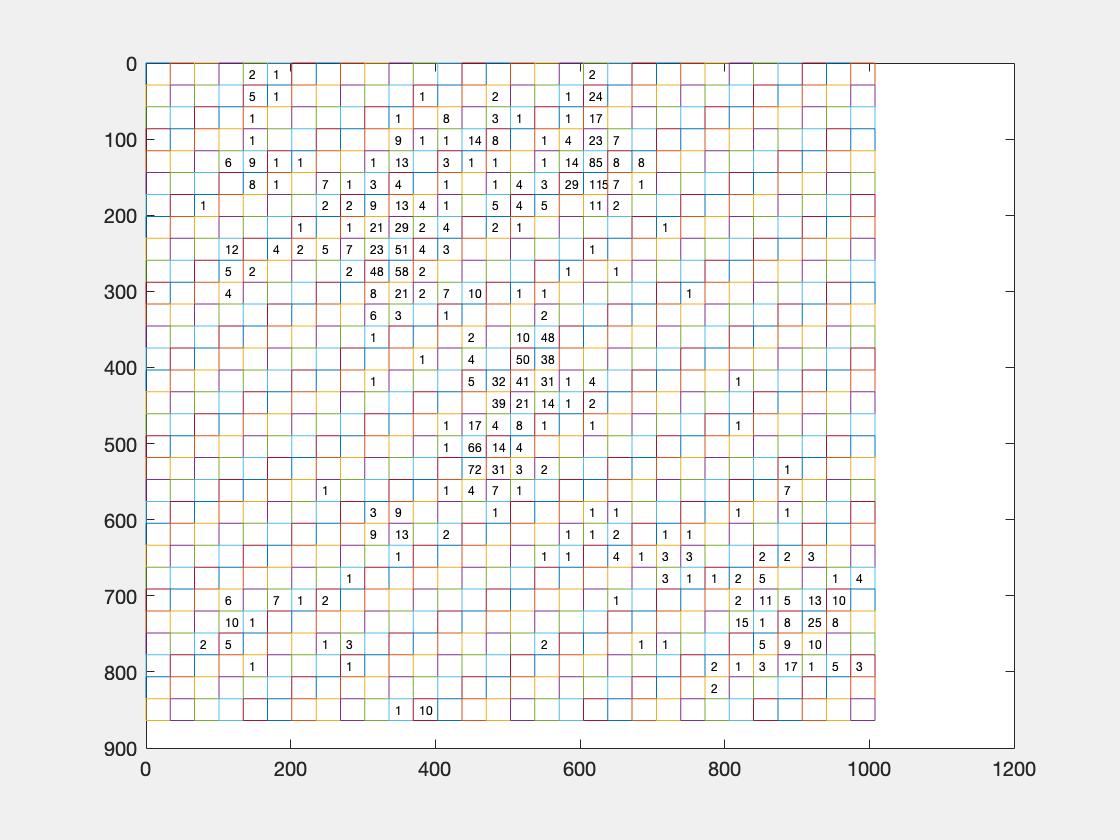 0
2 1 2
5 1 1 2 1 24
1 1 8 3 1 1 17
100
1 9 1 1 14 8 1 4 23 7
6 9 1 1 1 13 3 1 1 1 14 85 8 8
8 1 7 1 3 4 1 1 4 3 29 115 7 1
200
1 2 2 9 13 4 1 5 4 5 11 2
1 1 21 29 2 4 2 1 1
12 4 2 5 7 23 51 4 3 1
5 2 2 48 58 2 1 1
300
4 8 21 2 7 10 1 1 1
6 3 1 2
1 2 10 48
1 4 50 38
400
1 5 32 41 31 1 4 1
39 21 14 1 2
1 17 4 8 1 1 1
500
1 66 14 4
72 31 3 2 1
1 1 4 7 1 7
600
3 9 1 1 1 1 1
9 13 2 1 1 2 1 1
1 1 1 4 1 3 3 2 2 3
1 3 1 1 2 5 1 4
700
6 7 1 2 1 2 11 5 13 10
10 1 15 1 8 25 8
2 5 1 3 2 1 1 5 9 10
800
1 1 2 1 3 17 1 5 3
2
1 10
900
0 200 400 600 800 1000 1200